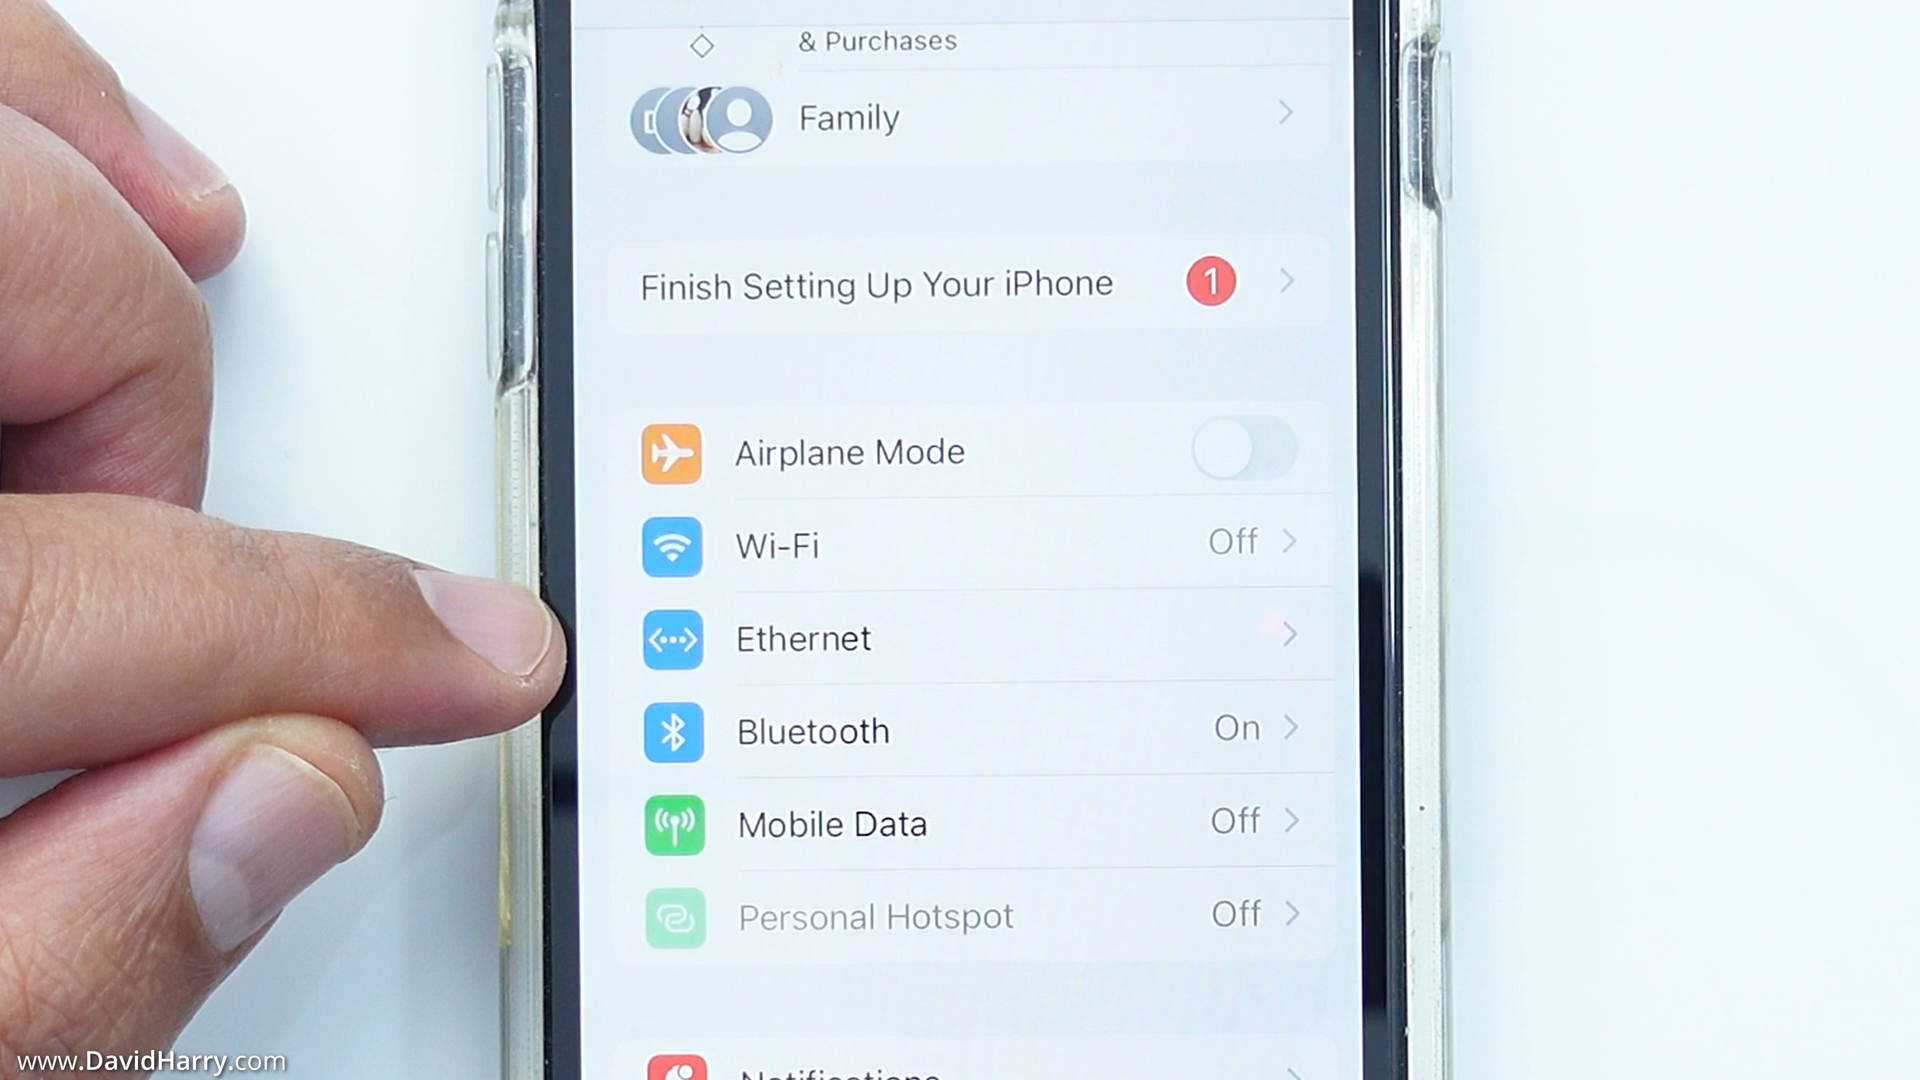 & Purchases
Family
Finish Setting Up Your iPhone 1
Airplane Mode
Wi-Fi Off
Ethernet
Bluetooth On
Mobile Data Off
Personal Hotspot Off
Notifications
www.DavidHarry.com